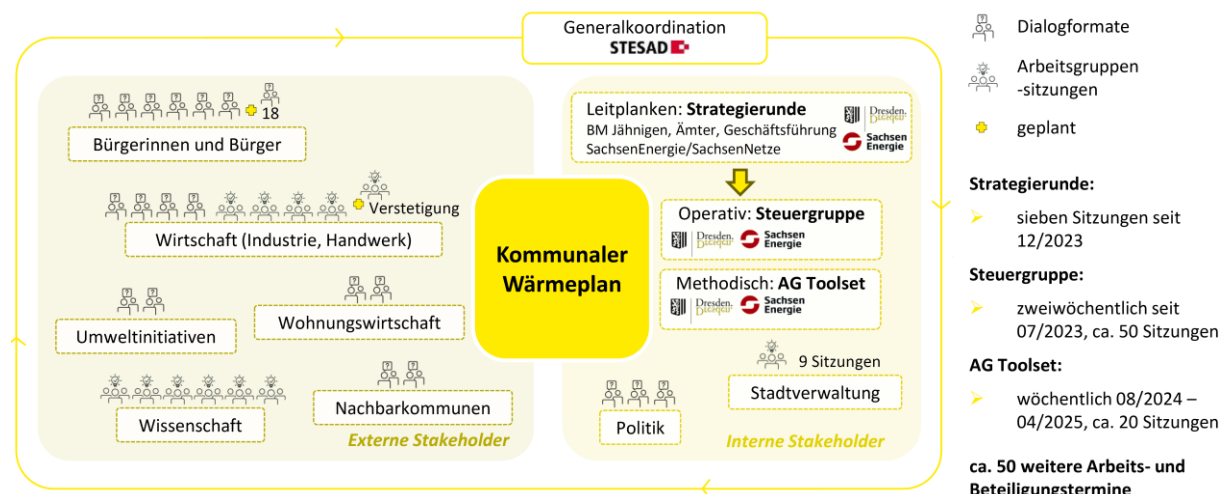 Generalkoordination
STESAD
18
Bürgerinnen und Bürger
Verstetigung
Wirtschaft (Industrie, Handwerk)
Umweltinitiativen
Wohnungswirtschaft
Wissenschaft
Nachbarkommunen
Externe Stakeholder
Kommunaler
Wärmeplan
Leitplanken: Strategierunde
BM Jähnigen, Ämter, Geschäftsführung
SachsenEnergie/SachsenNetze
Dresden.
Sachsen
Energie
Operativ: Steuergruppe
Dresden.
Sachsen
Energie
Methodisch: AG Toolset
Dresden.
Sachsen
Energie
9 Sitzungen
Stadtverwaltung
Politik
Interne Stakeholder
Dialogformate
Arbeitsgruppen
-sitzungen
geplant
Strategierunde:
sieben Sitzungen seit
12/2023
Steuergruppe:
zweiwöchentlich seit
07/2023, ca. 50 Sitzungen
AG Toolset:
wöchentlich 08/2024 –
04/2025, ca. 20 Sitzungen
ca. 50 weitere Arbeits- und
Beteiligungstermine